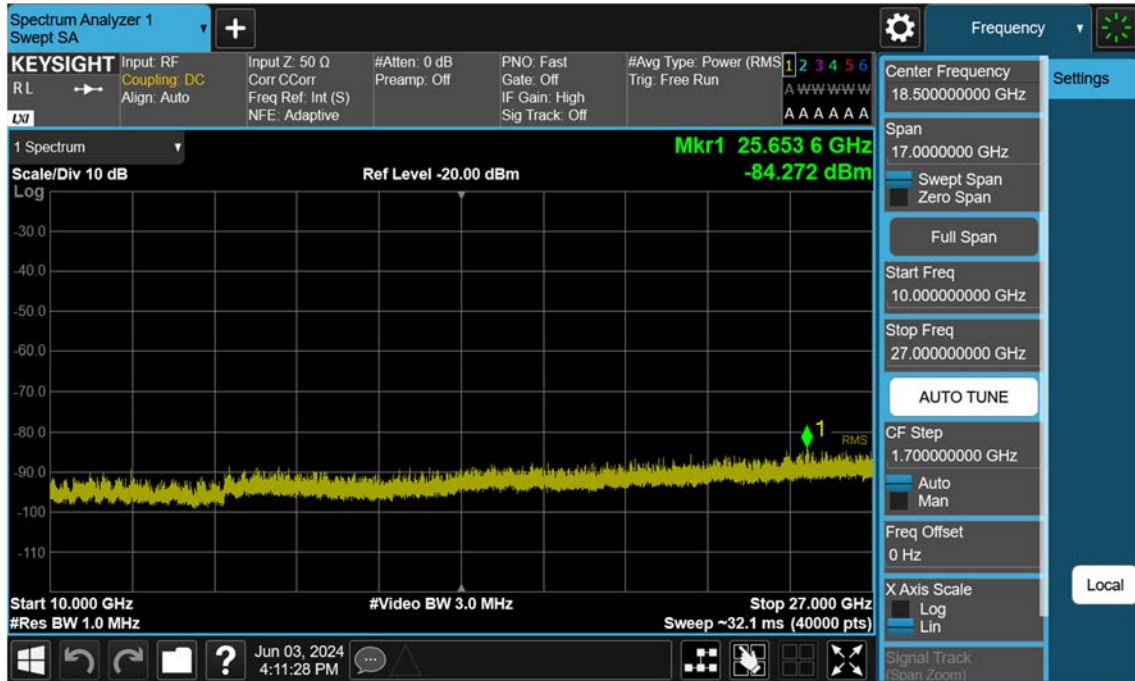 Spectrum Analyzer 1
Swept SA
Frequency
KEYSIGHT
R L
LXI
Input: RF
Coupling: DC
Align: Auto
Input Z: 50 Ω
Corr CCorr
Freq Ref: Int (S)
NFE: Adaptive
#Atten: 0 dB
Preamp: Off
PNO: Fast
Gate: Off
IF Gain: High
Sig Track: Off
#Avg Type: Power (RMS
Trig: Free Run
1 2 3 4 5 6
A W W W W W
A A A A A A
1 Spectrum
Scale/Div 10 dB
Log
Ref Level -20.00 dBm
Mkr1 25.653 6 GHz
-84.272 dBm
-30.0
-40.0
-50.0
-60.0
-70.0
-80.0
-90.0
-100
-110
1
RMS
Start 10.000 GHz
#Video BW 3.0 MHz
Stop 27.000 GHz
#Res BW 1.0 MHz
Sweep ~32.1 ms (40000 pts)
Center Frequency
18.500000000 GHz
Settings
Span
17.0000000 GHz
Swept Span
Zero Span
Full Span
Start Freq
10.000000000 GHz
Stop Freq
27.000000000 GHz
AUTO TUNE
CF Step
1.700000000 GHz
Auto
Man
Freq Offset
0 Hz
X Axis Scale
Log
Lin
Local
Signal Track
(Span Zoom)
?
Jun 03, 2024
4:11:28 PM